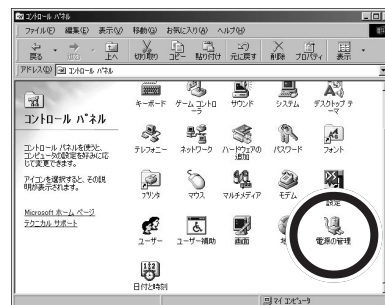 コントロール パネル
ファイル(F) 編集(E) 表示(V) 移動(G) お気に入り(A) ヘルプ(H)
戻る 進む 上へ 切り取り コピー 貼り付け 元に戻す 削除 プロパティ 表示
アドレス(D) コントロール パネル
コントロール パネル
コントロール パネルを使うと、
コンピュータの設定を好みに応
じて変更できます。
アイコンを選択すると、その説
明が表示されます。
Microsoft ホーム ページ
テクニカル サポート
キーボード ゲーム コントロ
ーラ サウンド システム デスクトップ テ
ーマ
テレフォニー ネットワーク ハードウェアの
追加 パスワード フォント
プリンタ マウス マルチメディア モデム 設定
ユーザー ユーザー補助 画面 電源の管理
日付と時刻
マイ コンピュータ